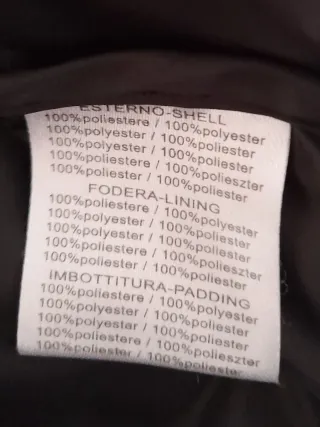 ESTERNO-SHELL
100%poliestere / 100%polyester
100%polyester / 100%polyester
100%poliester / 100%polyester
100%poliestere / 100%polieszter
100%poliester / 100%poliester
FODERA-LINING
100%poliestere / 100%polyester
100%polyester / 100%polyester
100%poliester / 100%polyester
100%poliestere / 100%polieszter
100%poliester / 100%poliester
IMBOTTITURA-PADDING
100%poliestere / 100%polyester
100%polyester / 100%polyester
100%poliester / 100%polyester
100%poliestere / 100%polieszter
100%poliester / 100%poliester